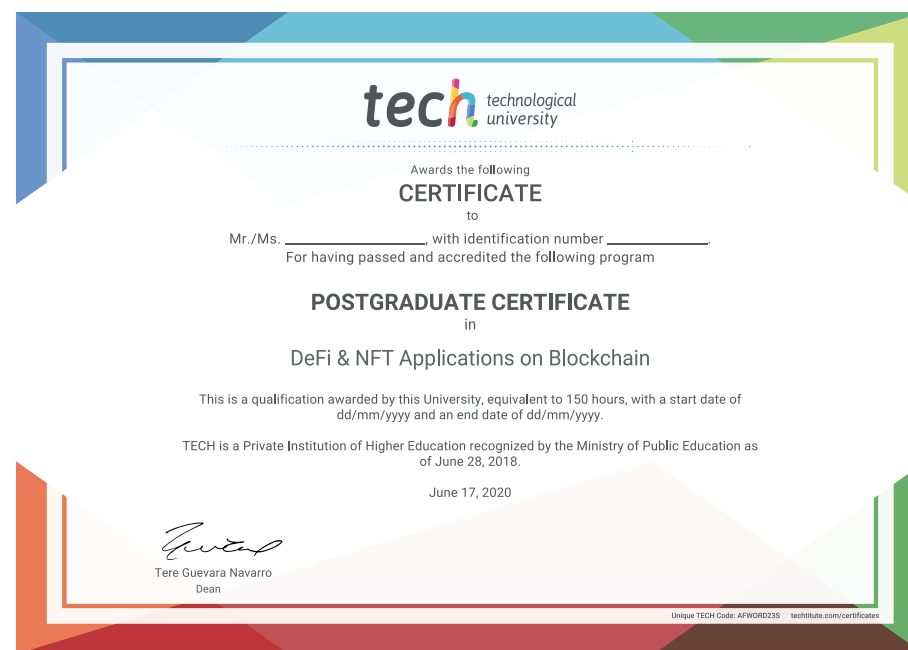 tech technological
university
Awards the following
CERTIFICATE
to
Mr./Ms. ________________, with identification number ____________.
For having passed and accredited the following program
POSTGRADUATE CERTIFICATE
in
DeFi & NFT Applications on Blockchain
This is a qualification awarded by this University, equivalent to 150 hours, with a start date of
dd/mm/yyyy and an end date of dd/mm/yyyy.
TECH is a Private Institution of Higher Education recognized by the Ministry of Public Education as
of June 28, 2018.
June 17, 2020
Tere Guevara Navarro
Dean
Unique TECH Code: AFWORD23S techtitute.com/certificates